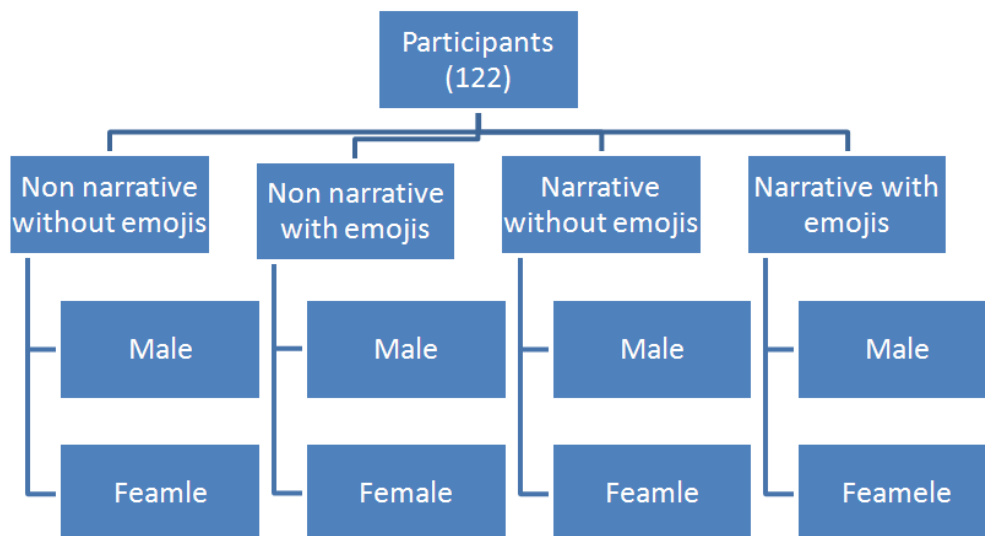 Participants
(122)
Non narrative
without emojis
Non narrative
with emojis
Narrative
without emojis
Narrative with
emojis
Male
Male
Male
Male
Feamle
Female
Feamle
Feamele